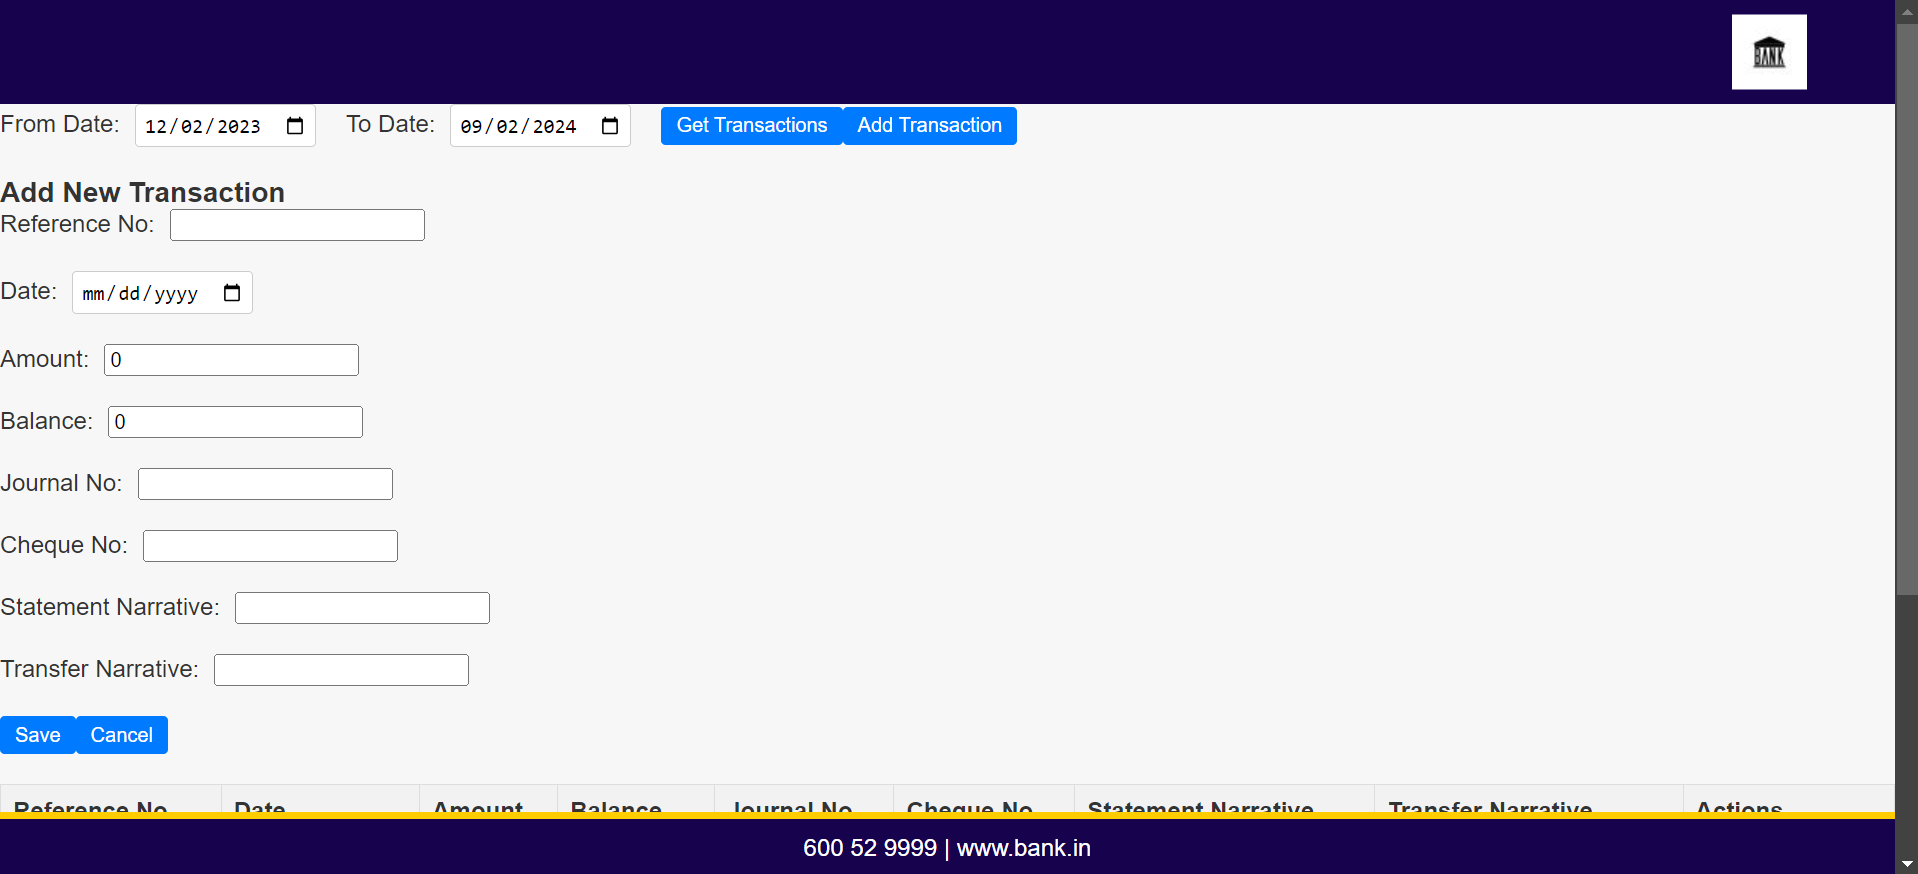 BANK
From Date: 12/02/2023 To Date: 09/02/2024 Get Transactions Add Transaction
Add New Transaction
Reference No:
Date: mm/dd/yyyy
Amount: 0
Balance: 0
Journal No:
Cheque No:
Statement Narrative:
Transfer Narrative:
Save Cancel
Reference No Date Amount Balance Journal No Cheque No Statement Narrative Transfer Narrative Actions
600 52 9999 | www.bank.in